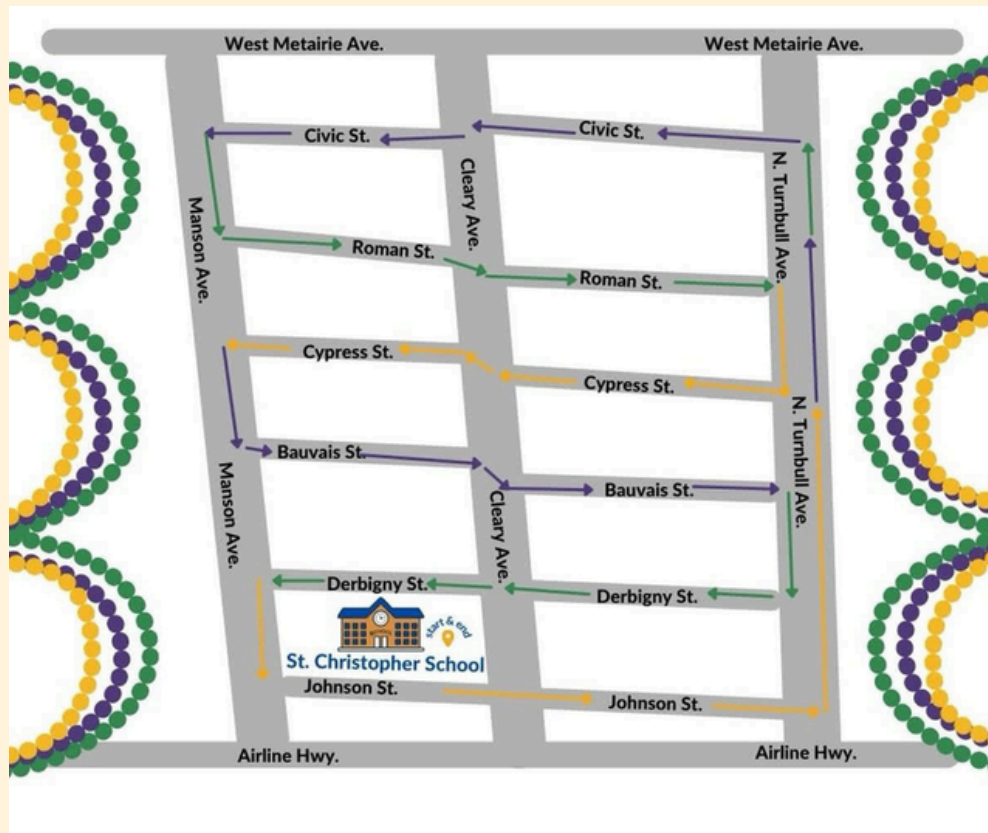 West Metairie Ave.
West Metairie Ave.
Civic St.
Civic St.
Cleary Ave.
N. Turnbull Ave.
Manson Ave.
Roman St.
Roman St.
Cypress St.
Cypress St.
N. Turnbull Ave.
Bauvais St.
Bauvais St.
Manson Ave.
Cleary Ave.
Derbigny St.
Derbigny St.
start & end
St. Christopher School
Johnson St.
Johnson St.
Airline Hwy.
Airline Hwy.